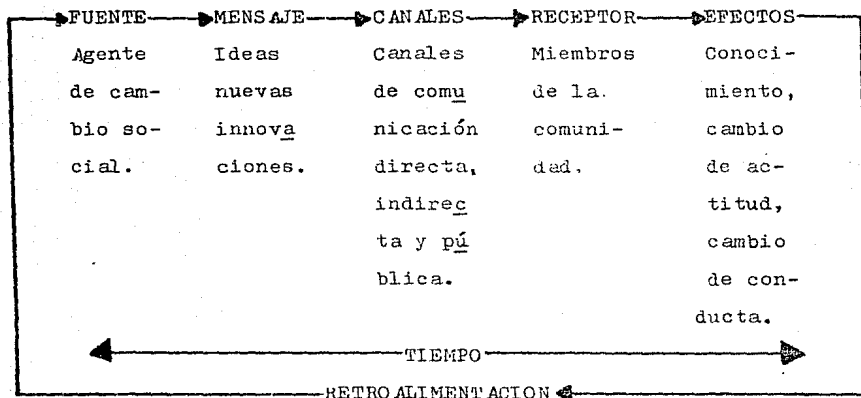 FUENTE MENSAJE CANALES RECEPTOR EFECTOS
Agente Ideas Canales Miembros Conoci-
de cam- nuevas de comu de la. miento,
bio so- innova nicación comuni- cambio
cial. ciones. directa, dad. de ac-
indirec titud,
ta y pú cambio
blica. de con-
ducta.
TIEMPO
RETROALIMENTACION